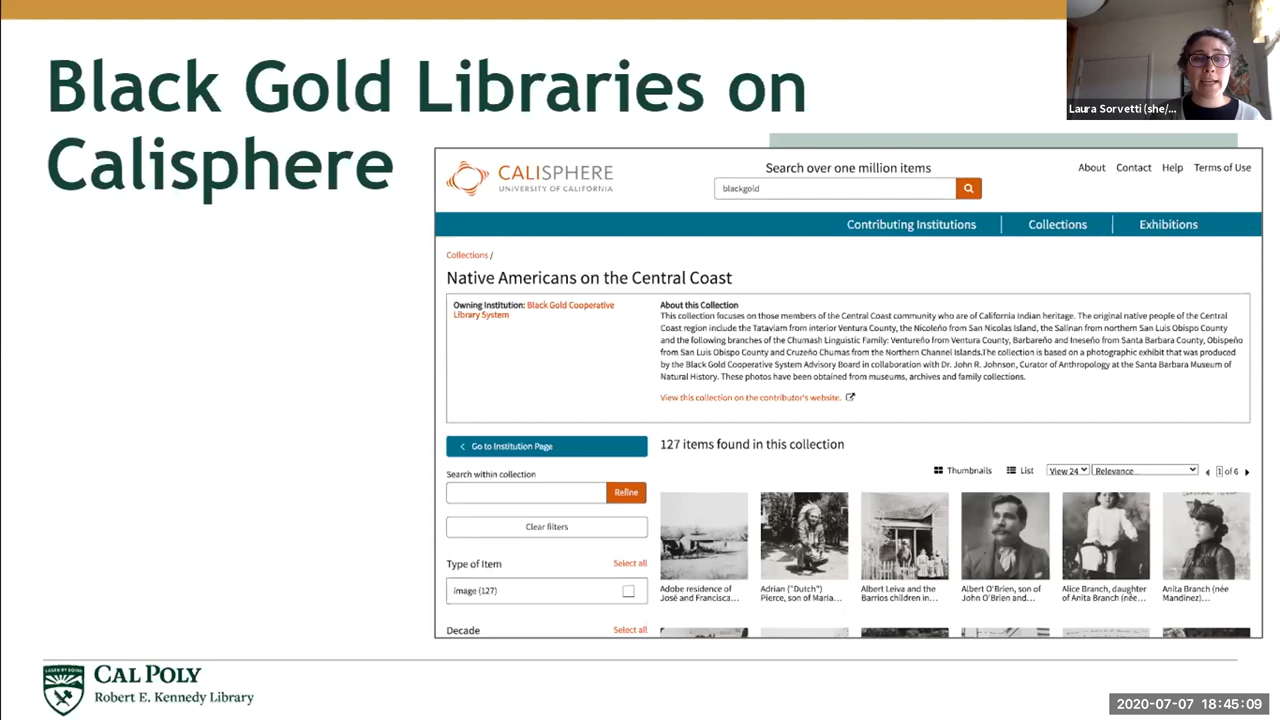 Black Gold Libraries on
Calisphere
Laura Sorvetti (she/...
CALISPHERE
UNIVERSITY OF CALIFORNIA
Search over one million items
blackgold
About Contact Help Terms of Use
Contributing Institutions Collections Exhibitions
Collections /
Native Americans on the Central Coast
Owning Institution: Black Gold Cooperative
Library System
About this Collection
This collection focuses on those members of the Central Coast community who are of California Indian heritage. The original native people of the Central
Coast region include the Tataviam from interior Ventura County, the Nicoleño from San Nicolas Island, the Salinan from northern San Luis Obispo County
and the following branches of the Chumash Linguistic Family: Ventureño from Ventura County, Barbareño and Ineseño from Santa Barbara County, Obispeño
from San Luis Obispo County and Cruzeño Chumas from the Northern Channel Islands.The collection is based on a photographic exhibit that was produced
by the Black Gold Cooperative System Advisory Board in collaboration with Dr. John R. Johnson, Curator of Anthropology at the Santa Barbara Museum of
Natural History. These photos have been obtained from museums, archives and family collections.
View this collection on the contributor's website.
Go to Institution Page
127 items found in this collection
Search within collection
Refine
Clear filters
Type of Item Select all
image (127)
Decade Select all
Thumbnails List View 24 Relevance 1 of 6
Adobe residence of
José and Francisca...
Adrian ("Dutch")
Pierce, son of Maria...
Albert Leiva and the
Barrios children in...
Albert O'Brien, son of
John O'Brien and...
Alice Branch, daughter
of Anita Branch (née...
Anita Branch (née
Mandinez)...
CAL POLY
Robert E. Kennedy Library
2020-07-07 18:45:09